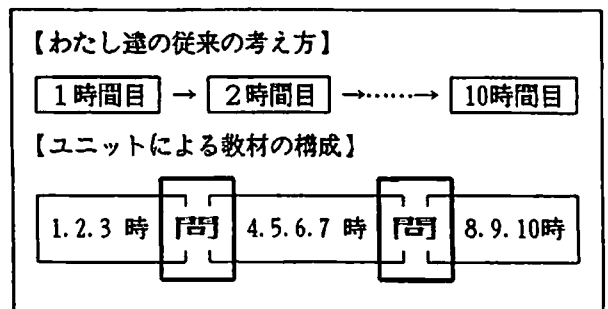 【わたし達の従来の考え方】
1時間目 → 2時間目 →……→ 10時間目
【ユニットによる教材の構成】
1.2.3 時 問 4.5.6.7 時 問 8.9.10時